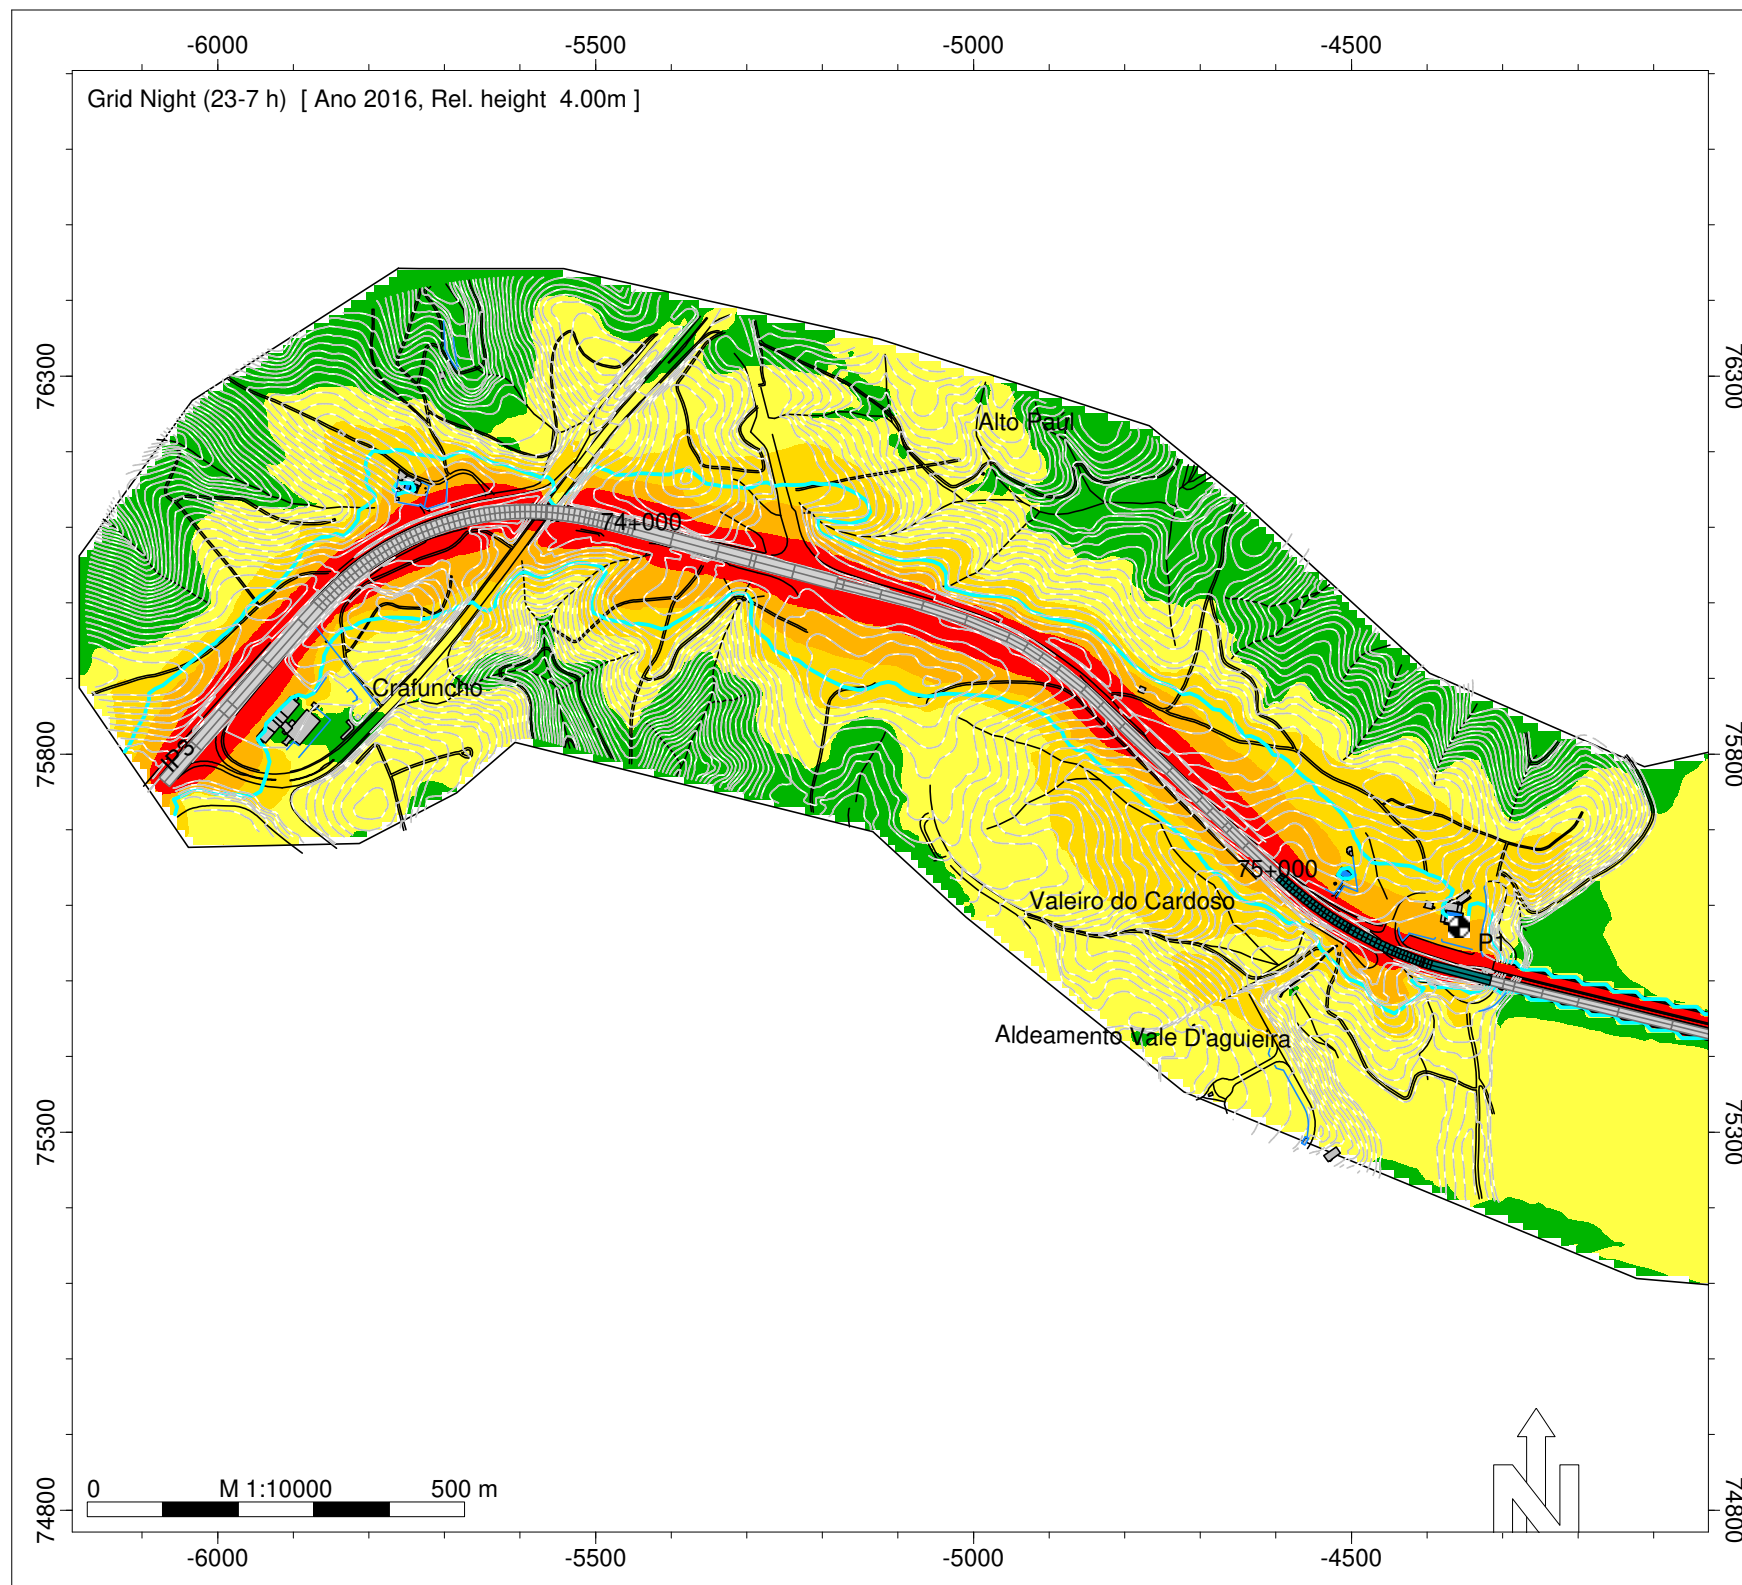 -6000 -5500 -5000 -4500
Grid Night (23-7 h) [ Ano 2016, Rel. height 4.00m ]
76300 76300
Alto Paul
74+000
Crafuncho
IP3
75800 75800
75+000
Valeiro do Cardoso
P1
Aldeamento Vale D'aguieira
75300 75300
0 M 1:10000 500 m
N
74800 74800
-6000 -5500 -5000 -4500